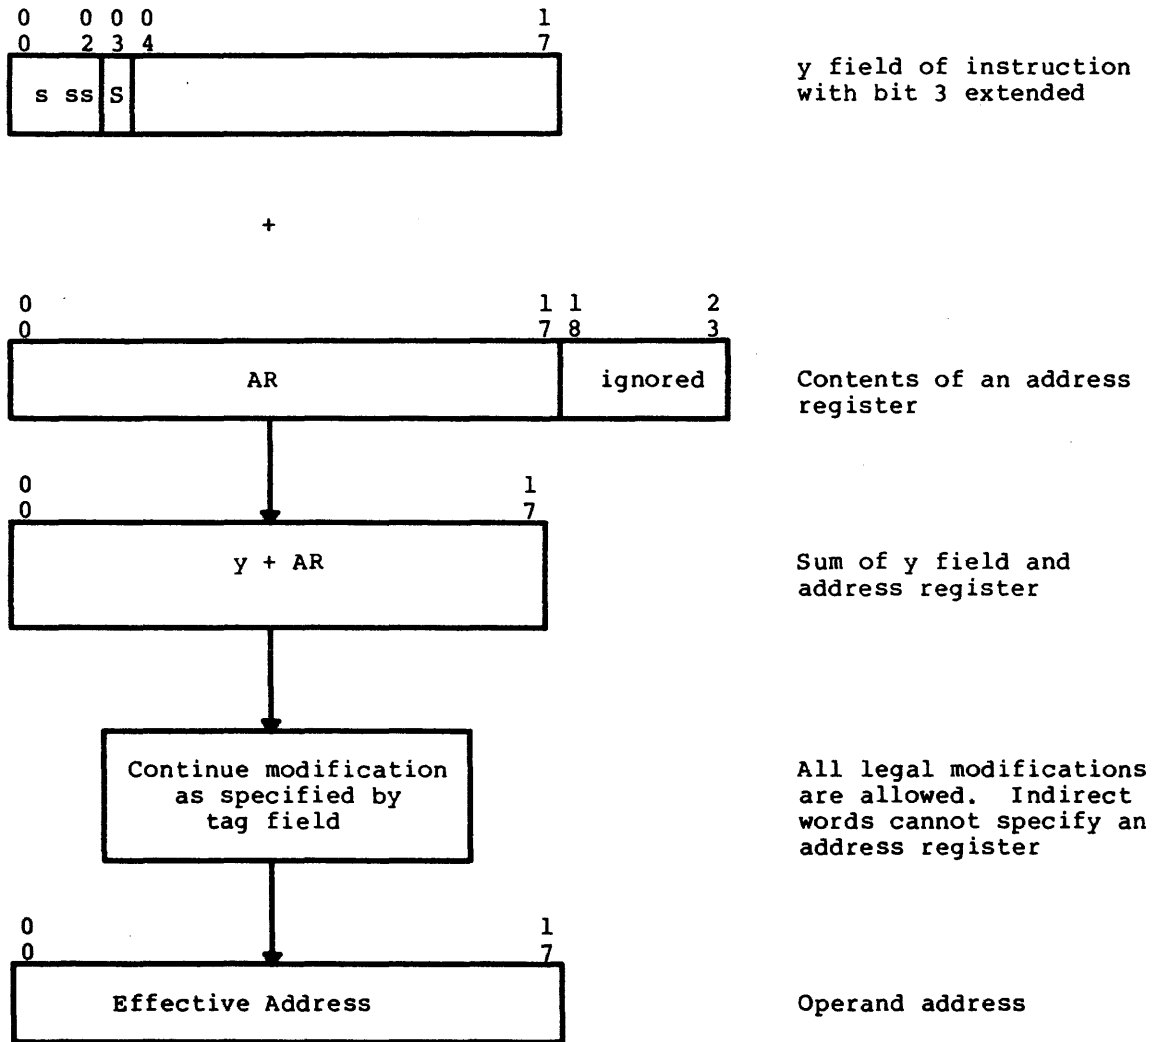 0 0 0 0 1
0 2 3 4 7
s ss S
y field of instruction
with bit 3 extended
+
0 1 1 2
0 7 8 3
AR
ignored
Contents of an address
register
0 1
0 7
y + AR
Sum of y field and
address register
Continue modification
as specified by
tag field
All legal modifications
are allowed. Indirect
words cannot specify an
address register
0 1
0 7
Effective Address
Operand address